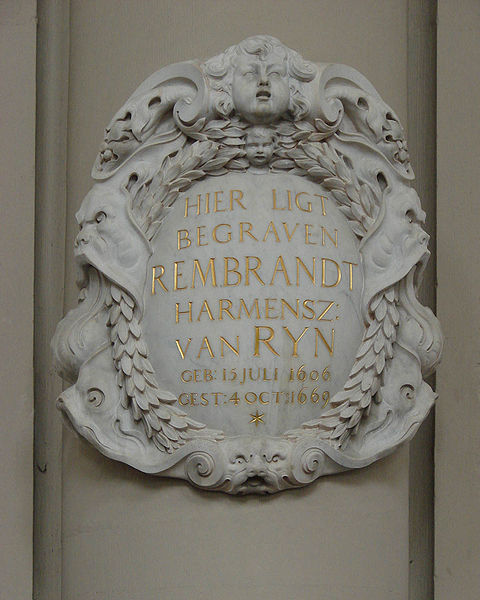 HIER LIGT
BEGRAVEN
REMBRANDT
HARMENSZ:
VAN RYN
GEB: 15 JULI 1606
GEST: 4 OCT: 1669